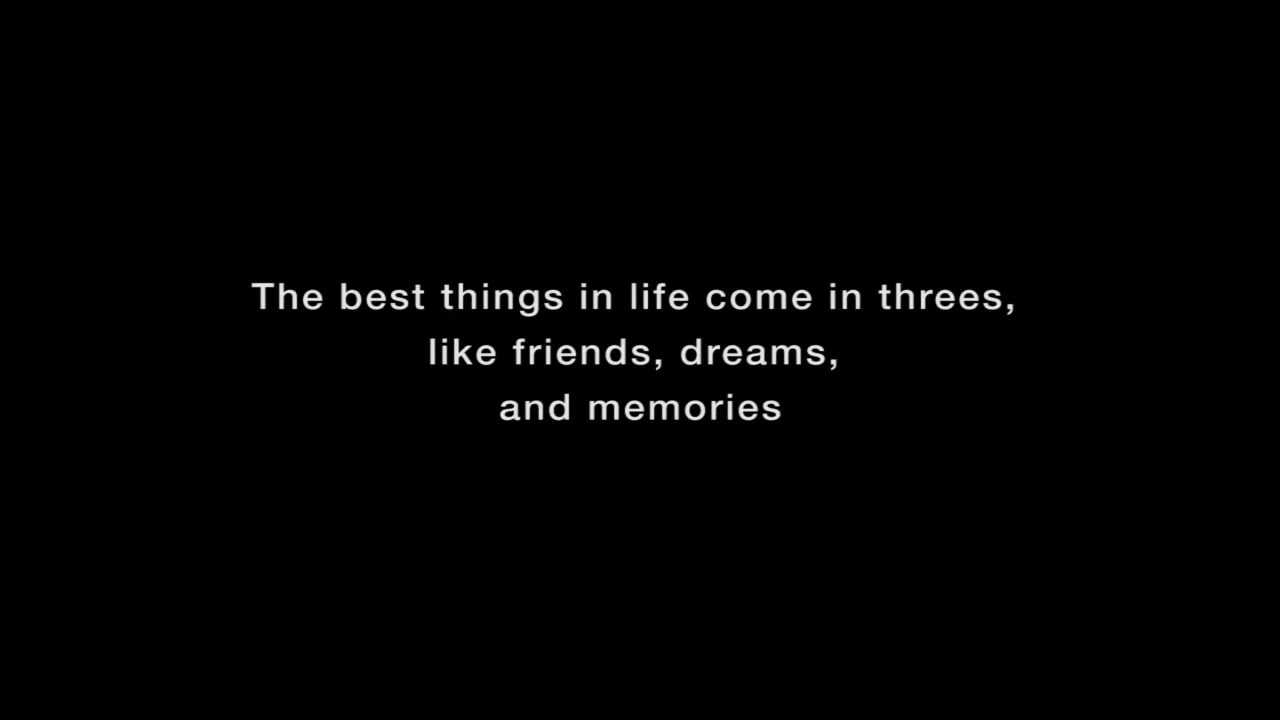 The best things in life come in threes,
like friends, dreams,
and memories